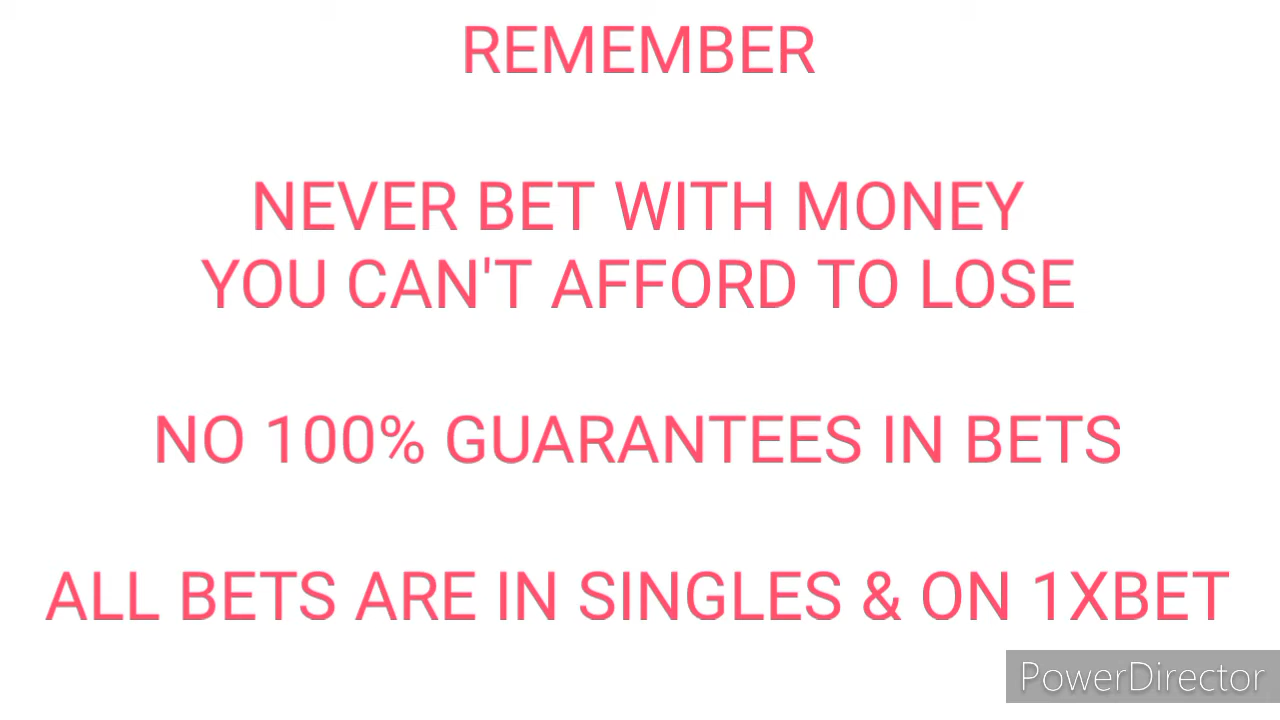 REMEMBER
NEVER BET WITH MONEY
YOU CAN'T AFFORD TO LOSE
NO 100% GUARANTEES IN BETS
ALL BETS ARE IN SINGLES & ON 1XBET
PowerDirector